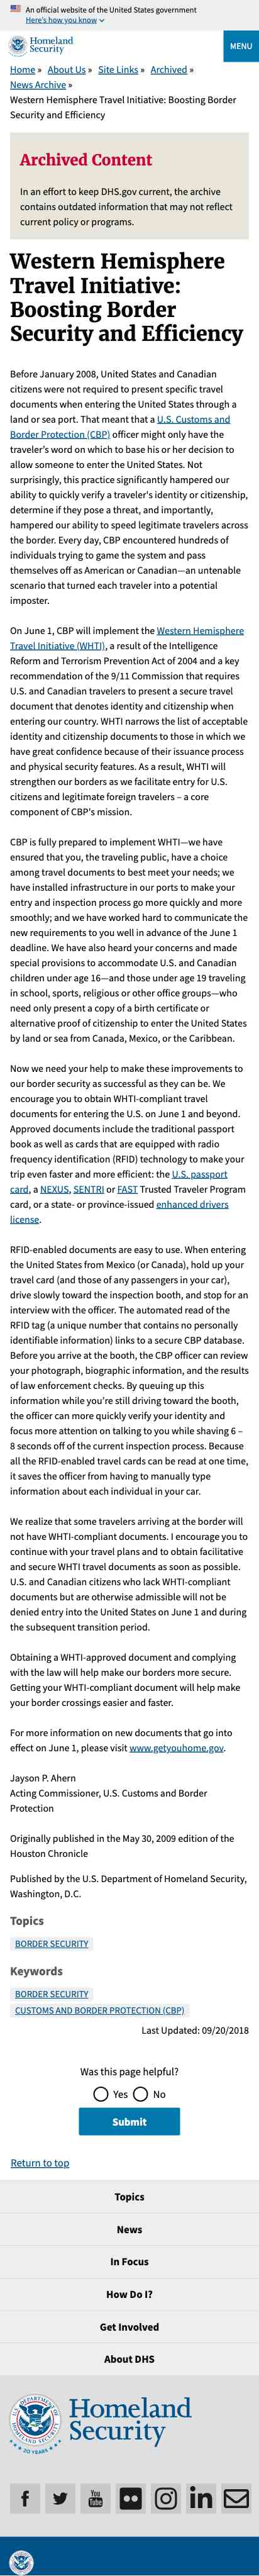 An official website of the United States government
Here's how you know
Homeland
Security
MENU
Home » About Us » Site Links » Archived »
News Archive »
Western Hemisphere Travel Initiative: Boosting Border
Security and Efficiency
Archived Content
In an effort to keep DHS.gov current, the archive
contains outdated information that may not reflect
current policy or programs.
Western Hemisphere
Travel Initiative:
Boosting Border
Security and Efficiency
Before January 2008, United States and Canadian
citizens were not required to present specific travel
documents when entering the United States through a
land or sea port. That meant that a U.S. Customs and
Border Protection (CBP) officer might only have the
traveler's word on which to base his or her decision to
allow someone to enter the United States. Not
surprisingly, this practice significantly hampered our
ability to quickly verify a traveler's identity or citizenship,
determine if they pose a threat, and importantly,
hampered our ability to speed legitimate travelers across
the border. Every day, CBP encountered hundreds of
individuals trying to game the system and pass
themselves off as American or Canadian—an untenable
scenario that turned each traveler into a potential
imposter.
On June 1, CBP will implement the Western Hemisphere
Travel Initiative (WHTI), a result of the Intelligence
Reform and Terrorism Prevention Act of 2004 and a key
recommendation of the 9/11 Commission that requires
U.S. and Canadian travelers to present a secure travel
document that denotes identity and citizenship when
entering our country. WHTI narrows the list of acceptable
identity and citizenship documents to those in which we
have great confidence because of their issuance process
and physical security features. As a result, WHTI will
strengthen our borders as we facilitate entry for U.S.
citizens and legitimate foreign travelers – a core
component of CBP's mission.
CBP is fully prepared to implement WHTI—we have
ensured that you, the traveling public, have a choice
among travel documents to best meet your needs; we
have installed infrastructure in our ports to make your
entry and inspection process go more quickly and more
smoothly; and we have worked hard to communicate the
new requirements to you well in advance of the June 1
deadline. We have also heard your concerns and made
special provisions to accommodate U.S. and Canadian
children under age 16—and those under age 19 traveling
in school, sports, religious or other office groups—who
need only present a copy of a birth certificate or
alternative proof of citizenship to enter the United States
by land or sea from Canada, Mexico, or the Caribbean.
Now we need your help to make these improvements to
our border security as successful as they can be. We
encourage you to obtain WHTI-compliant travel
documents for entering the U.S. on June 1 and beyond.
Approved documents include the traditional passport
book as well as cards that are equipped with radio
frequency identification (RFID) technology to make your
trip even faster and more efficient: the U.S. passport
card, a NEXUS, SENTRI or FAST Trusted Traveler Program
card, or a state- or province-issued enhanced drivers
license.
RFID-enabled documents are easy to use. When entering
the United States from Mexico (or Canada), hold up your
travel card (and those of any passengers in your car),
drive slowly toward the inspection booth, and stop for an
interview with the officer. The automated read of the
RFID tag (a unique number that contains no personally
identifiable information) links to a secure CBP database.
Before you arrive at the booth, the CBP officer can review
your photograph, biographic information, and the results
of law enforcement checks. By queuing up this
information while you're still driving toward the booth,
the officer can more quickly verify your identity and
focus more attention on talking to you while shaving 6 –
8 seconds off of the current inspection process. Because
all the RFID-enabled travel cards can be read at one time,
it saves the officer from having to manually type
information about each individual in your car.
We realize that some travelers arriving at the border will
not have WHTI-compliant documents. I encourage you to
continue with your travel plans and to obtain facilitative
and secure WHTI travel documents as soon as possible.
U.S. and Canadian citizens who lack WHTI-compliant
documents but are otherwise admissible will not be
denied entry into the United States on June 1 and during
the subsequent transition period.
Obtaining a WHTI-approved document and complying
with the law will help make our borders more secure.
Getting your WHTI-compliant document will help make
your border crossings easier and faster.
For more information on new documents that go into
effect on June 1, please visit www.getyouhome.gov.
Jayson P. Ahern
Acting Commissioner, U.S. Customs and Border
Protection
Originally published in the May 30, 2009 edition of the
Houston Chronicle
Published by the U.S. Department of Homeland Security,
Washington, D.C.
Topics
BORDER SECURITY
Keywords
BORDER SECURITY
CUSTOMS AND BORDER PROTECTION (CBP)
Last Updated: 09/20/2018
Was this page helpful?
Yes No
Submit
Return to top
Topics
News
In Focus
How Do I?
Get Involved
About DHS
Homeland
Security
20 YEARS
You
Tube